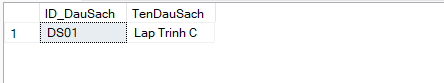 ID_DauSach TenDauSach
1 DS01 Lap Trinh C